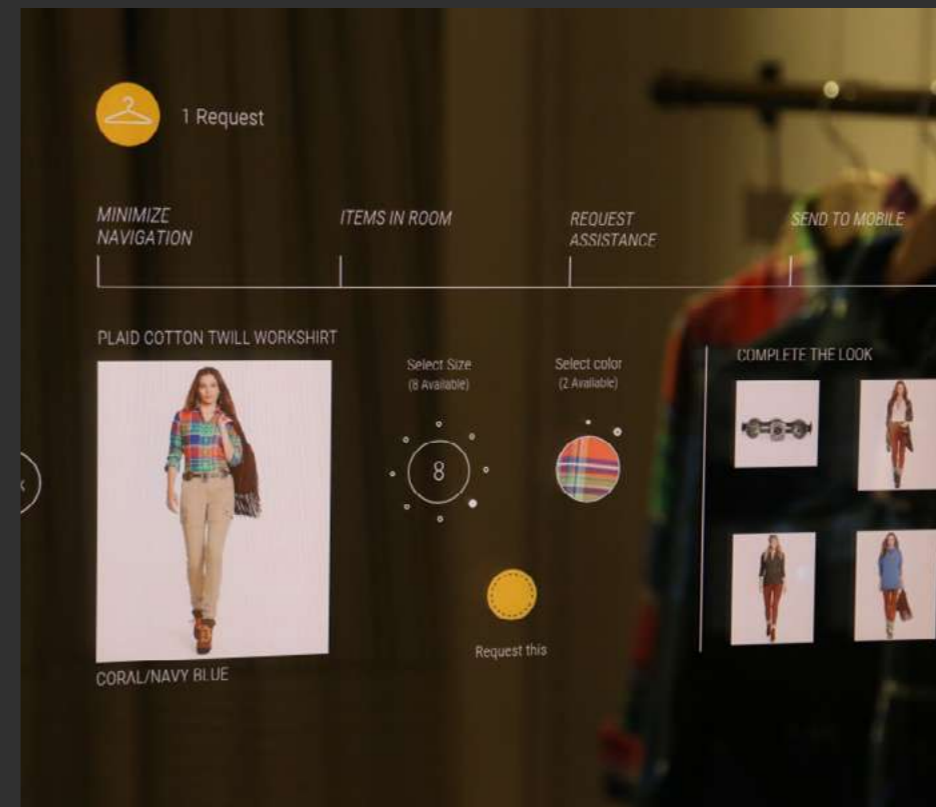 1 Request
MINIMIZE
NAVIGATION
ITEMS IN ROOM
REQUEST
ASSISTANCE
SEND TO MOBILE
PLAID COTTON TWILL WORKSHIRT
Select Size
(8 Available)
8
Select color
(2 Available)
Request this
CORAL/NAVY BLUE
COMPLETE THE LOOK